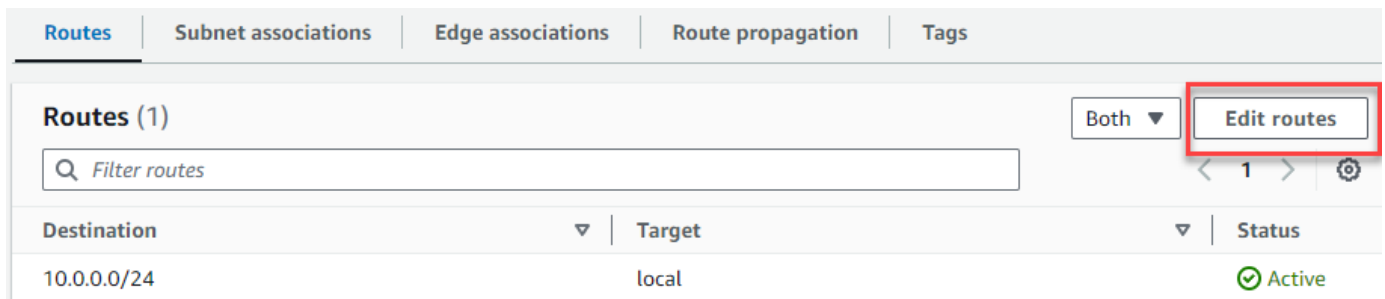 Routes Subnet associations Edge associations Route propagation Tags
Routes (1) Both Edit routes
Filter routes 1
Destination Target Status
10.0.0.0/24 local Active